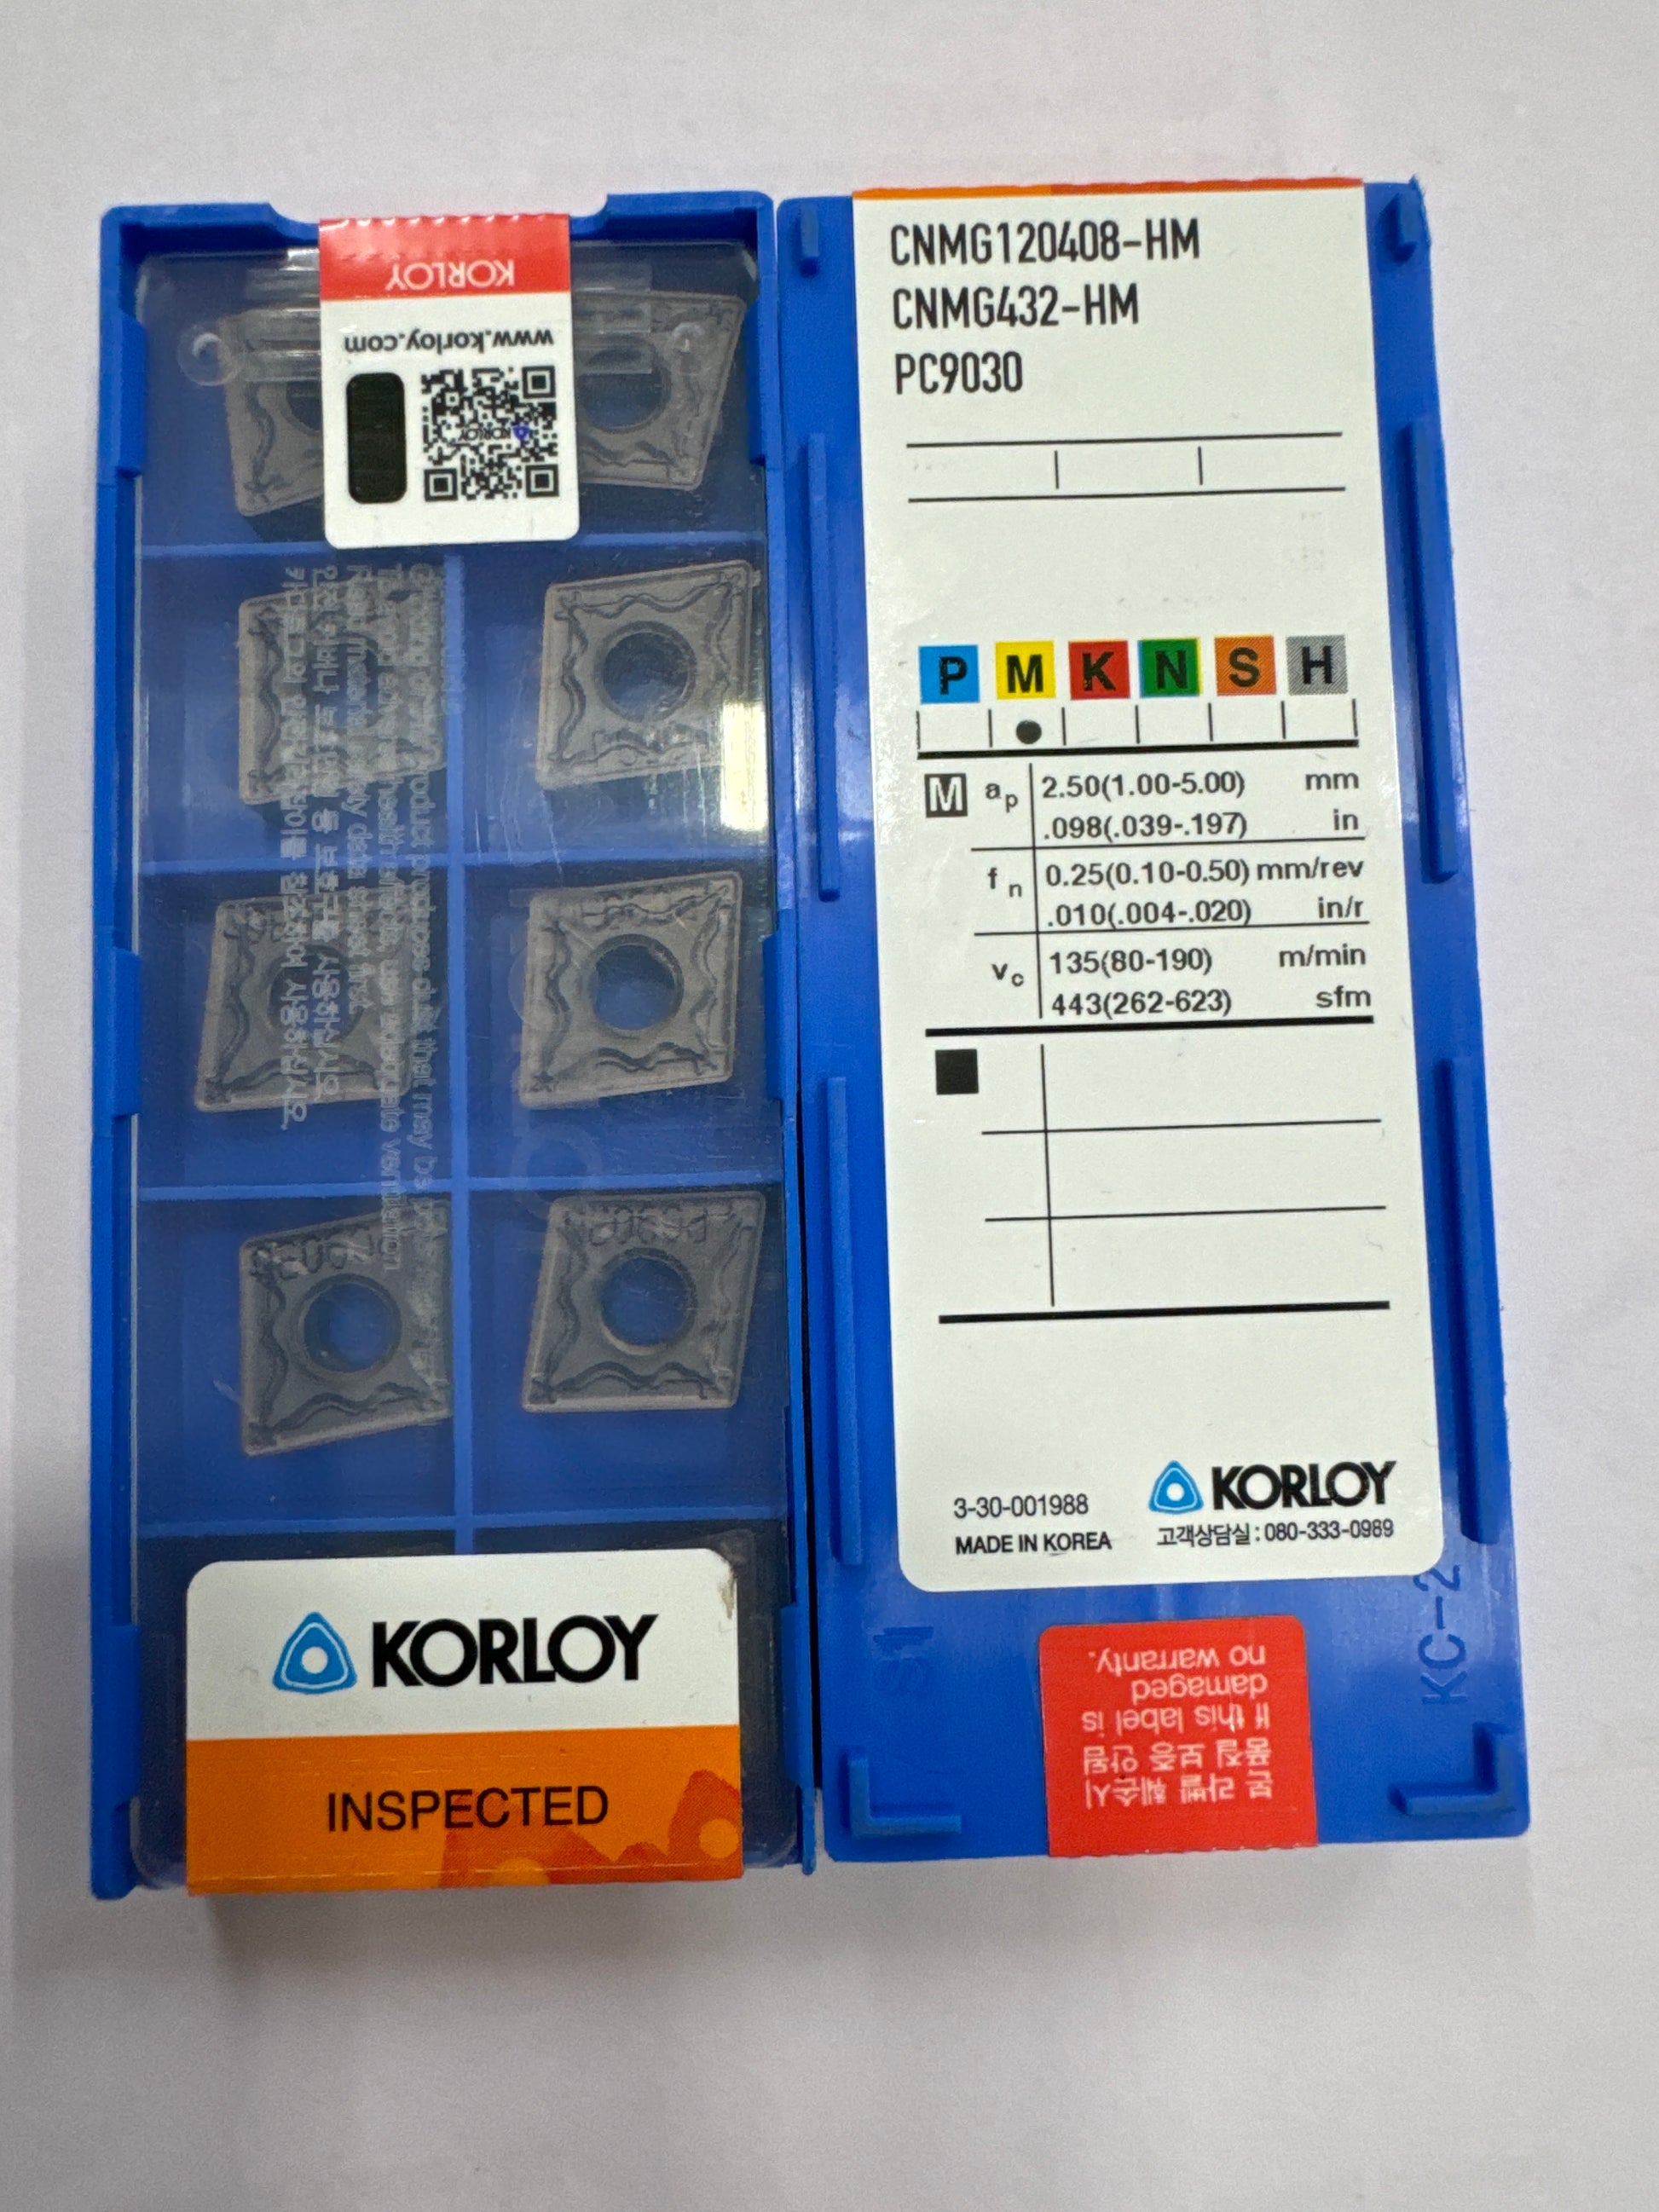 KORLOY
www.korloy.com
KORLOY
KORLOY
INSPECTED
CNMG120408-HM
CNMG432-HM
PC9030
P M K N S H
M ap 2.50(1.00-5.00) mm
.098(.039-.197) in
fn 0.25(0.10-0.50) mm/rev
.010(.004-.020) in/r
vc 135(80-190) m/min
443(262-623) sfm
3-30-001988
MADE IN KOREA
KORLOY
고객상담실 : 080-333-0989
S1
KC-2
본 라벨 훼손시
품질 보증 안됨
If this label is
damaged
no warranty.